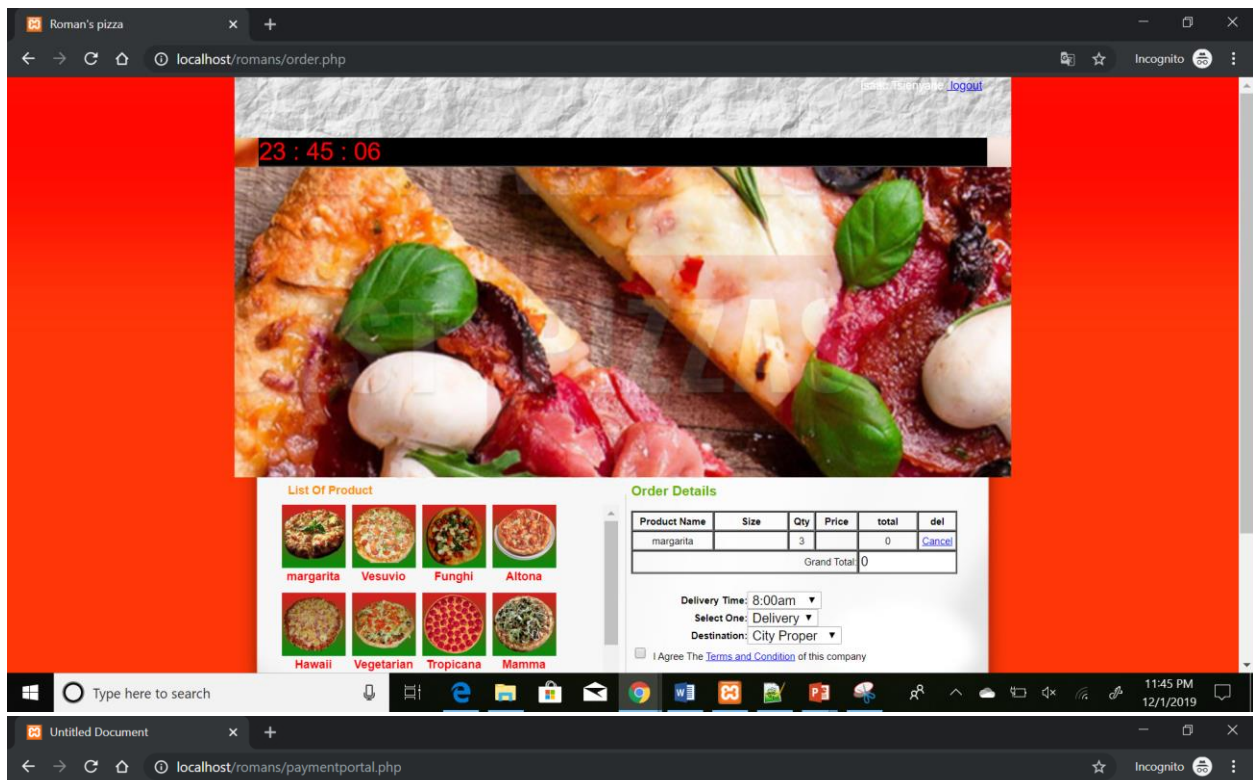 Roman's pizza
localhost/romans/order.php
Incognito
logout
23 : 45 : 06
List Of Product
margarita Vesuvio Funghi Altona
Hawaii Vegetarian Tropicana Mamma
Order Details
Product Name Size Qty Price total del
margarita 3 0 Cancel
Grand Total: 0
Delivery Time: 8:00am
Select One: Delivery
Destination: City Proper
I Agree The Terms and Condition of this company
Type here to search
11:45 PM
12/1/2019
Untitled Document
localhost/romans/paymentportal.php
Incognito